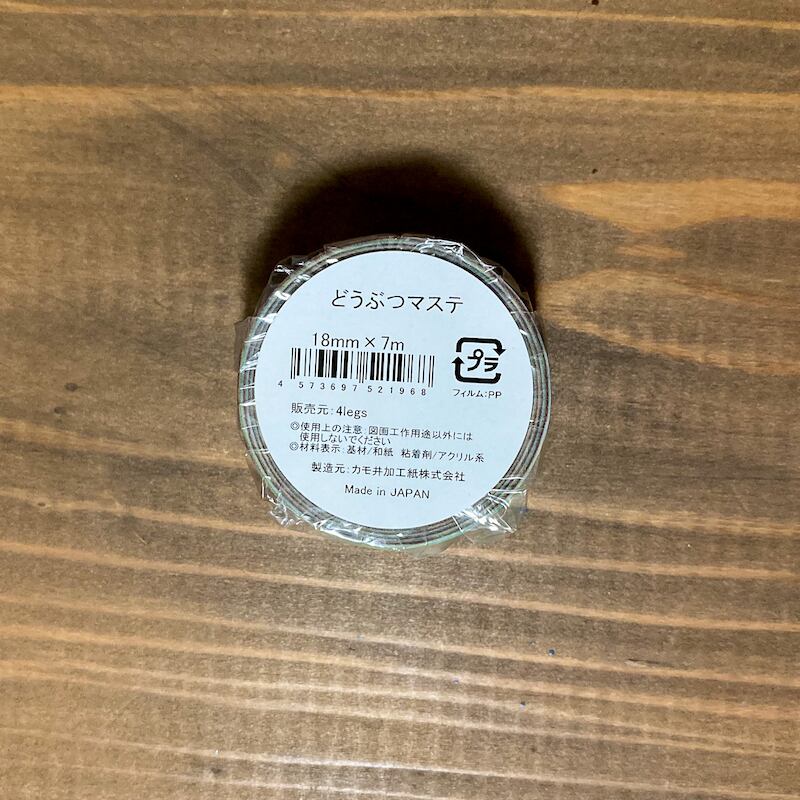 どうぶつマステ
18mm×7m
4 573697 521968
プラ
フィルム:PP
販売元:4legs
◎使用上の注意:図画工作用途以外には
使用しないでください
◎材料表示:基材/和紙 粘着剤/アクリル系
製造元:カモ井加工紙株式会社
Made in JAPAN